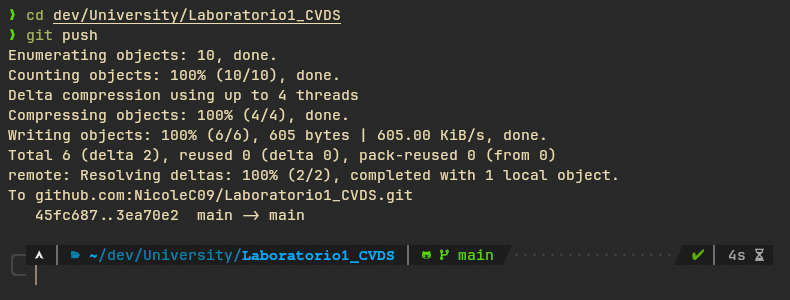 ❱ cd dev/University/Laboratorio1_CVDS
❱ git push
Enumerating objects: 10, done.
Counting objects: 100% (10/10), done.
Delta compression using up to 4 threads
Compressing objects: 100% (4/4), done.
Writing objects: 100% (6/6), 605 bytes | 605.00 KiB/s, done.
Total 6 (delta 2), reused 0 (delta 0), pack-reused 0 (from 0)
remote: Resolving deltas: 100% (2/2), completed with 1 local object.
To github.com:NicoleC09/Laboratorio1_CVDS.git
   45fc687..3ea70e2  main -> main
~/dev/University/Laboratorio1_CVDS main ✔ 4s